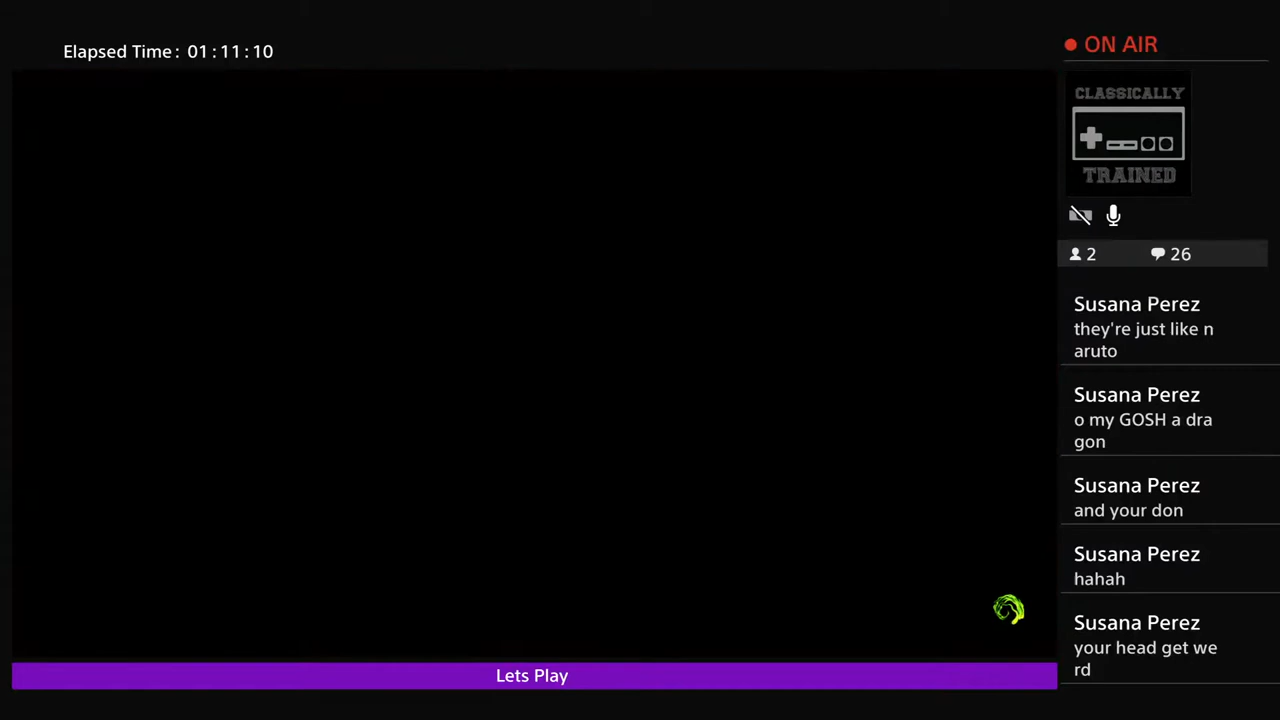 Elapsed Time: 01:11:10
ON AIR
CLASSICALLY
TRAINED
2 26
Susana Perez
they're just like n
aruto
Susana Perez
o my GOSH a dra
gon
Susana Perez
and your don
Susana Perez
hahah
Susana Perez
your head get we
rd
Lets Play